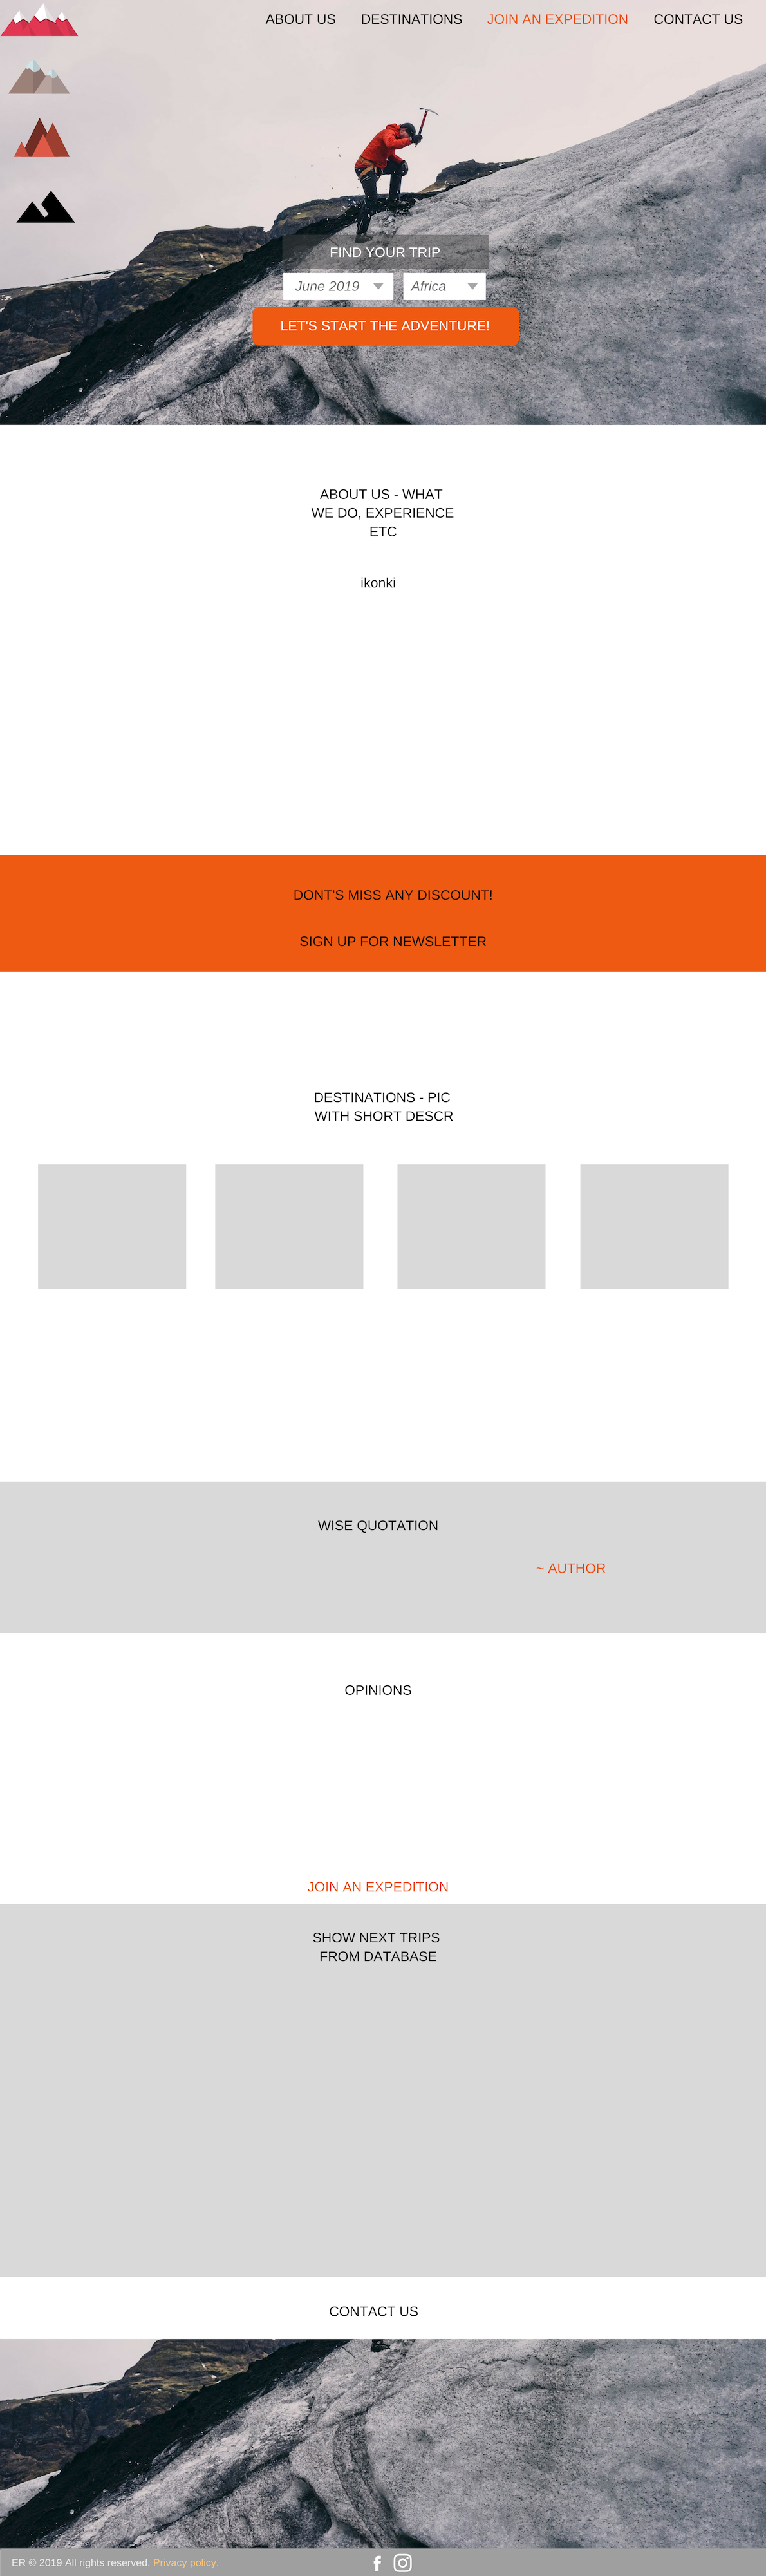 ABOUT US DESTINATIONS JOIN AN EXPEDITION CONTACT US
FIND YOUR TRIP
June 2019 Africa
LET'S START THE ADVENTURE!
ABOUT US - WHAT
WE DO, EXPERIENCE
ETC
ikonki
DONT'S MISS ANY DISCOUNT!
SIGN UP FOR NEWSLETTER
DESTINATIONS - PIC
WITH SHORT DESCR
WISE QUOTATION
~ AUTHOR
OPINIONS
JOIN AN EXPEDITION
SHOW NEXT TRIPS
FROM DATABASE
CONTACT US
ER © 2019 All rights reserved. Privacy policy.